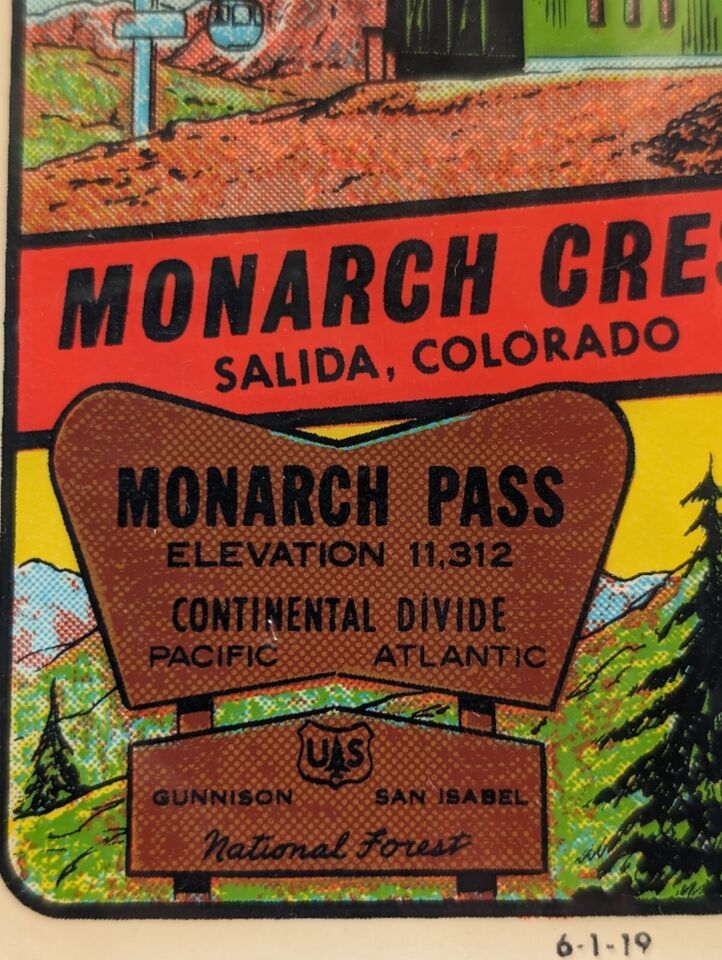 MONARCH CRES
SALIDA, COLORADO
MONARCH PASS
ELEVATION 11,312
CONTINENTAL DIVIDE
PACIFIC ATLANTIC
US
GUNNISON SAN ISABEL
National Forest
6-1-19